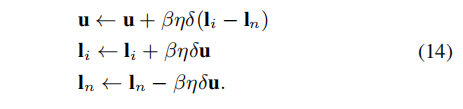 u ← u + βηδ(l_i − l_n)
l_i ← l_i + βηδu (14)
l_n ← l_n − βηδu.